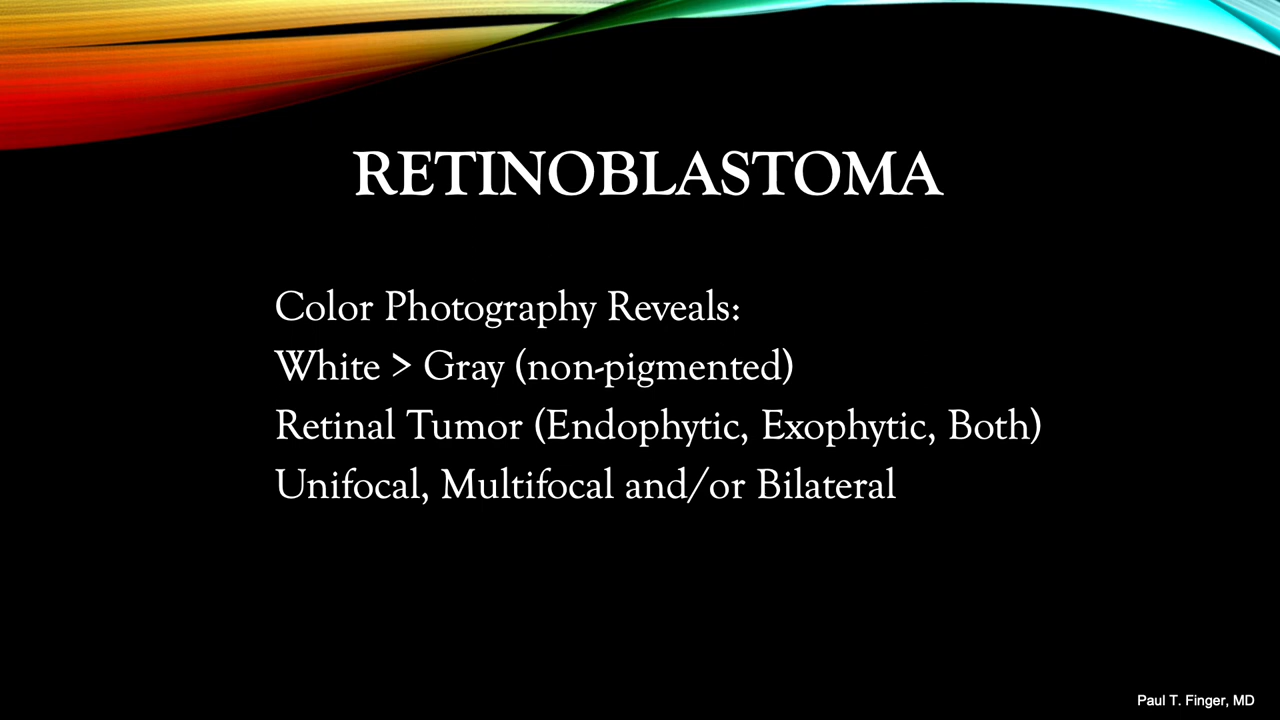 RETINOBLASTOMA
Color Photography Reveals:
White > Gray (non-pigmented)
Retinal Tumor (Endophytic, Exophytic, Both)
Unifocal, Multifocal and/or Bilateral
Paul T. Finger, MD